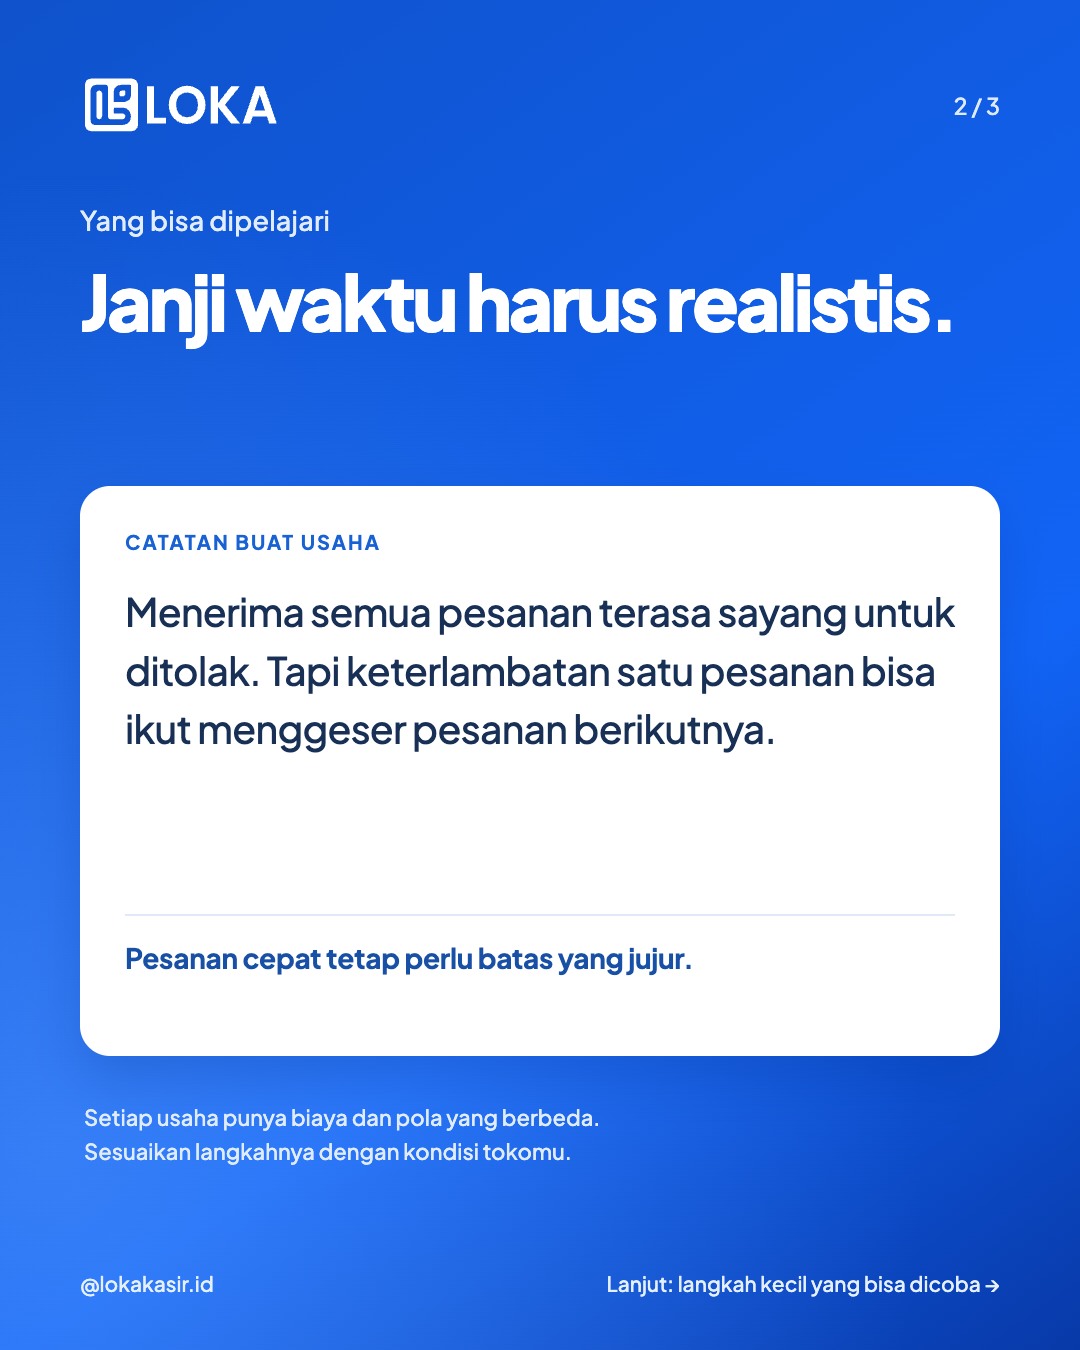 LOKA
2 / 3
Yang bisa dipelajari
Janji waktu harus realistis.
CATATAN BUAT USAHA
Menerima semua pesanan terasa sayang untuk
ditolak. Tapi keterlambatan satu pesanan bisa
ikut menggeser pesanan berikutnya.
Pesanan cepat tetap perlu batas yang jujur.
Setiap usaha punya biaya dan pola yang berbeda.
Sesuaikan langkahnya dengan kondisi tokomu.
@lokakasir.id
Lanjut: langkah kecil yang bisa dicoba →